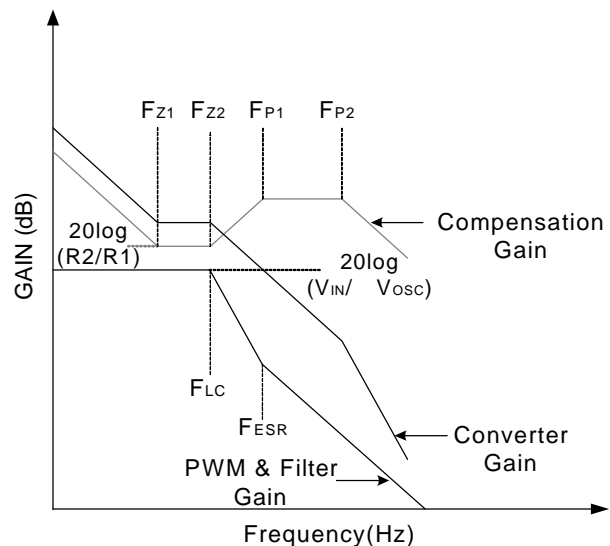 FZ1 FZ2 FP1 FP2
GAIN (dB)
Compensation
Gain
20log
(R2/R1)
20log
(VIN/ VOSC)
FLC
FESR
Converter
Gain
PWM & Filter
Gain
Frequency(Hz)